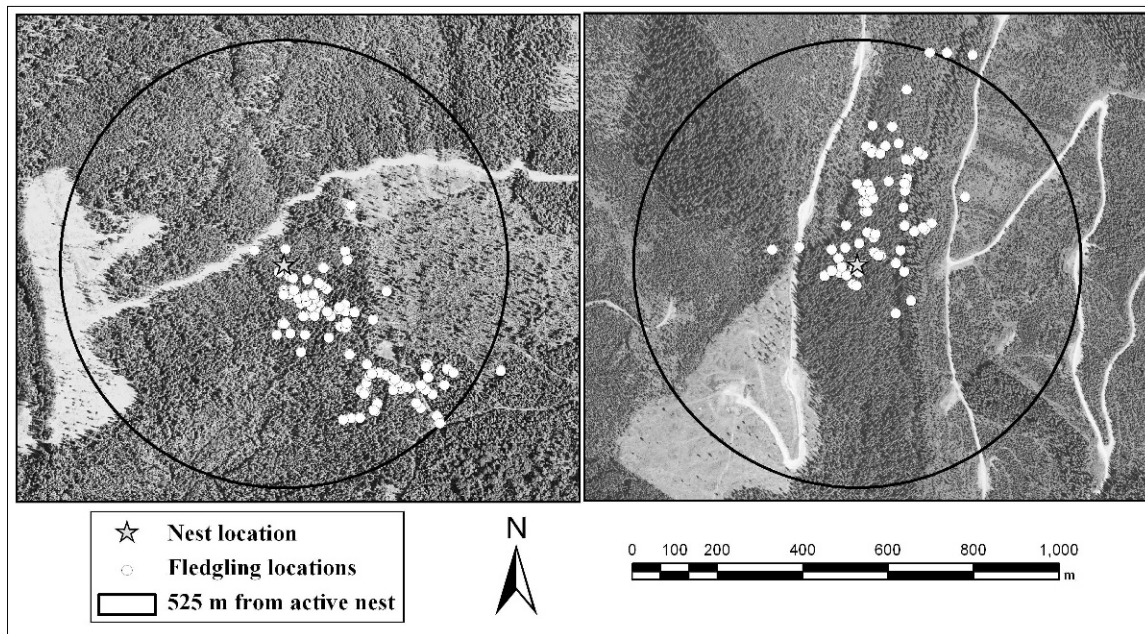 Nest location
Fledgling locations
525 m from active nest
N
0 100 200 400 600 800 1,000
m